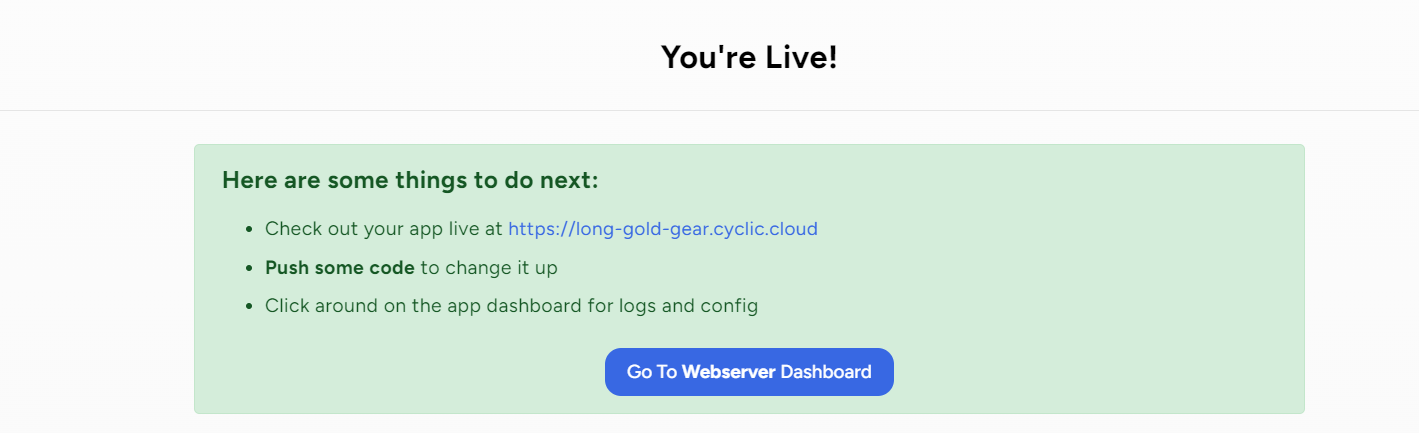 You're Live!
Here are some things to do next:
Check out your app live at https://long-gold-gear.cyclic.cloud
Push some code to change it up
Click around on the app dashboard for logs and config
Go To Webserver Dashboard